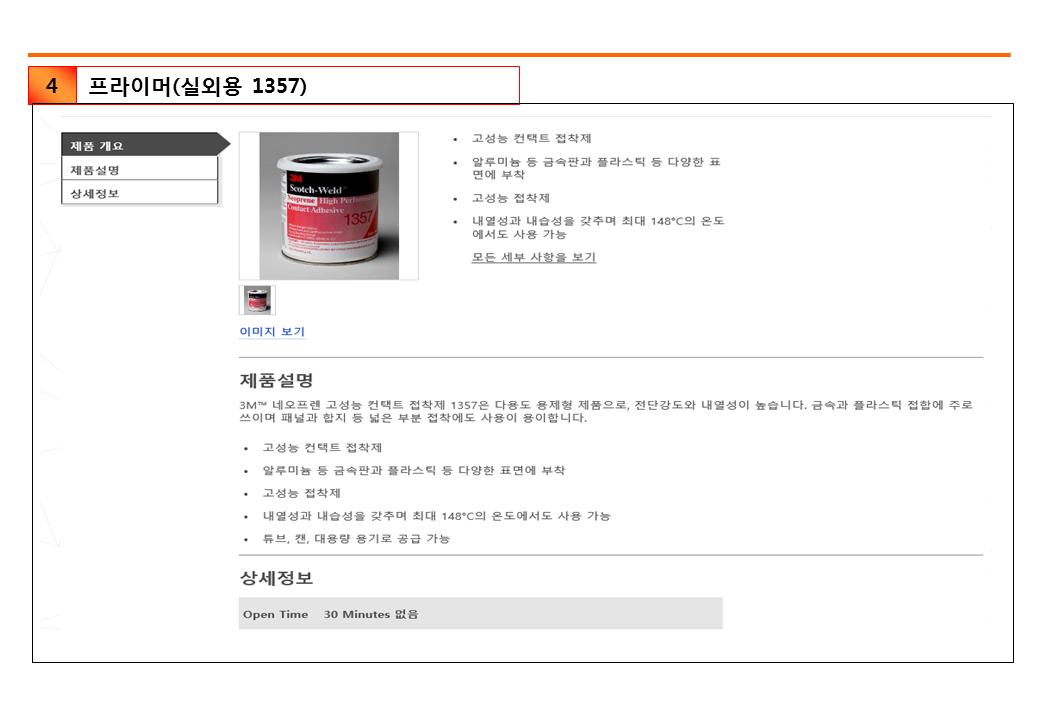 4
프라이머(실외용 1357)
제품 개요
제품설명
상세정보
3M
Scotch-Weld™
Neoprene High Performance
Contact Adhesive
1357
• 고성능 컨택트 접착제
• 알루미늄 등 금속판과 플라스틱 등 다양한 표
면에 부착
• 고성능 접착제
• 내열성과 내습성을 갖추며 최대 148°C의 온도
에서도 사용 가능
모든 세부 사항을 보기
이미지 보기
제품설명
3M™ 네오프렌 고성능 컨택트 접착제 1357은 다용도 용제형 제품으로, 전단강도와 내열성이 높습니다. 금속과 플라스틱 접합에 주로
쓰이며 패널과 합지 등 넓은 부분 접착에도 사용이 용이합니다.
• 고성능 컨택트 접착제
• 알루미늄 등 금속판과 플라스틱 등 다양한 표면에 부착
• 고성능 접착제
• 내열성과 내습성을 갖추며 최대 148°C의 온도에서도 사용 가능
• 튜브, 캔, 대용량 용기로 공급 가능
상세정보
Open Time 30 Minutes 없음